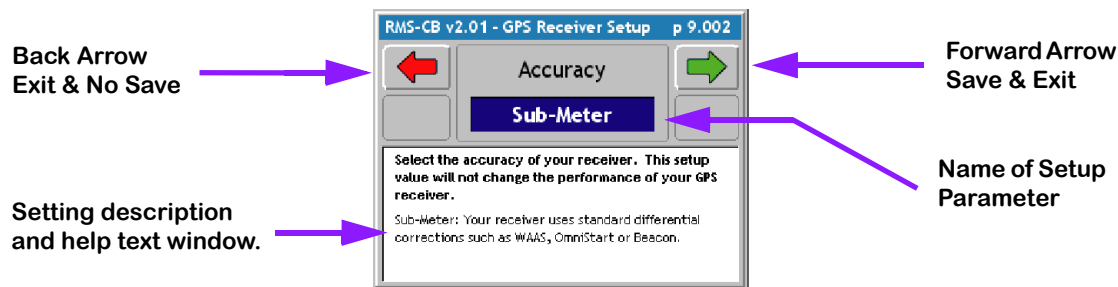 RMS-CB v2.01 - GPS Receiver Setup p 9.002
Back Arrow
Exit & No Save
Accuracy
Forward Arrow
Save & Exit
Sub-Meter
Select the accuracy of your receiver. This setup
value will not change the performance of your GPS
receiver.
Name of Setup
Parameter
Setting description
and help text window.
Sub-Meter: Your receiver uses standard differential
corrections such as WAAS, OmniStart or Beacon.